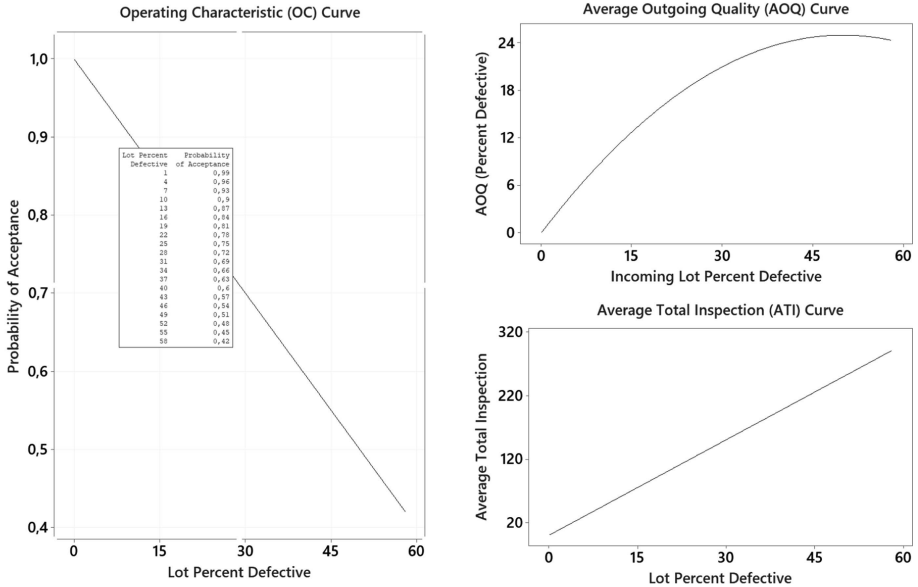 Operating Characteristic (OC) Curve
1,0
0,9
0,8
0,7
0,6
0,5
0,4
Probability of Acceptance
Lot Percent Probability
Defective of Acceptance
1 0,99
4 0,96
7 0,93
10 0,9
13 0,87
16 0,84
19 0,81
22 0,78
25 0,75
28 0,72
31 0,69
34 0,66
37 0,63
40 0,6
43 0,57
46 0,54
49 0,51
52 0,48
55 0,45
58 0,42
0 15 30 45 60
Lot Percent Defective
Average Outgoing Quality (AOQ) Curve
24
18
12
6
0
AOQ (Percent Defective)
0 15 30 45 60
Incoming Lot Percent Defective
Average Total Inspection (ATI) Curve
320
220
120
20
Average Total Inspection
0 15 30 45 60
Lot Percent Defective